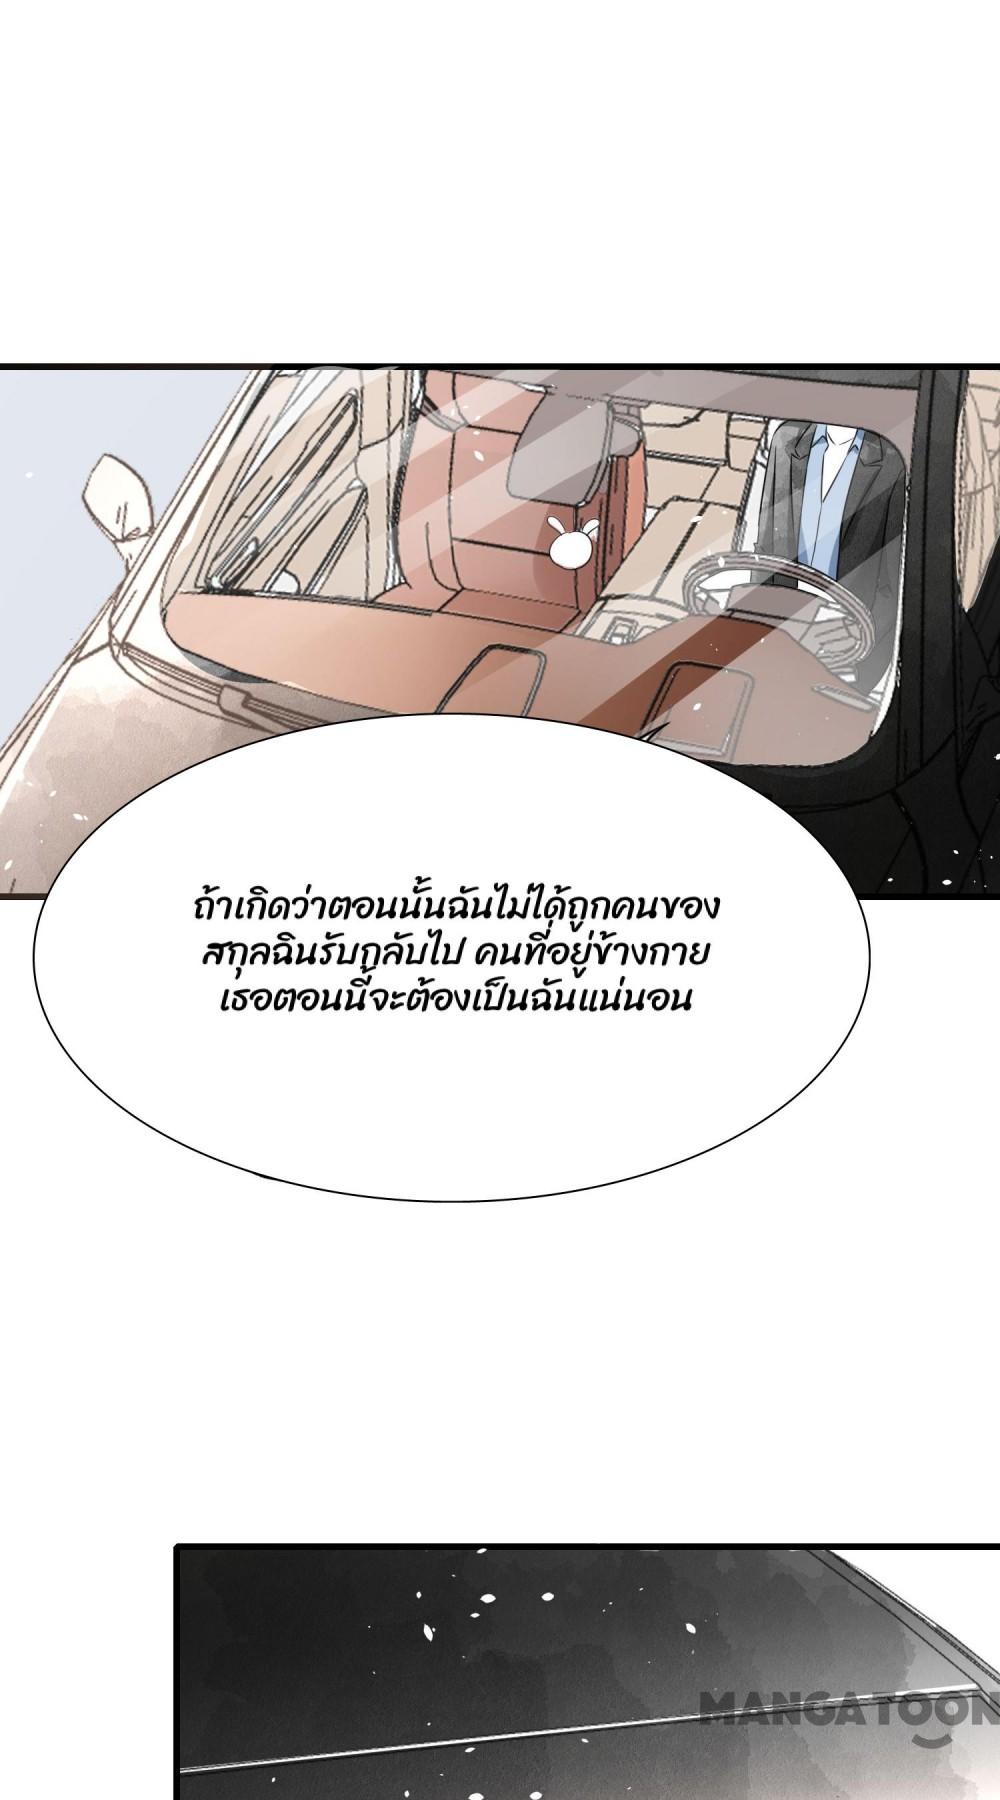 ถ้าเกิดว่าตอนนั้นฉันไม่ได้ถูกคนของ
สกุลฉินรับกลับไป คนที่อยู่ข้างกาย
เธอตอนนี้จะต้องเป็นฉันแน่นอน
MANGATOON